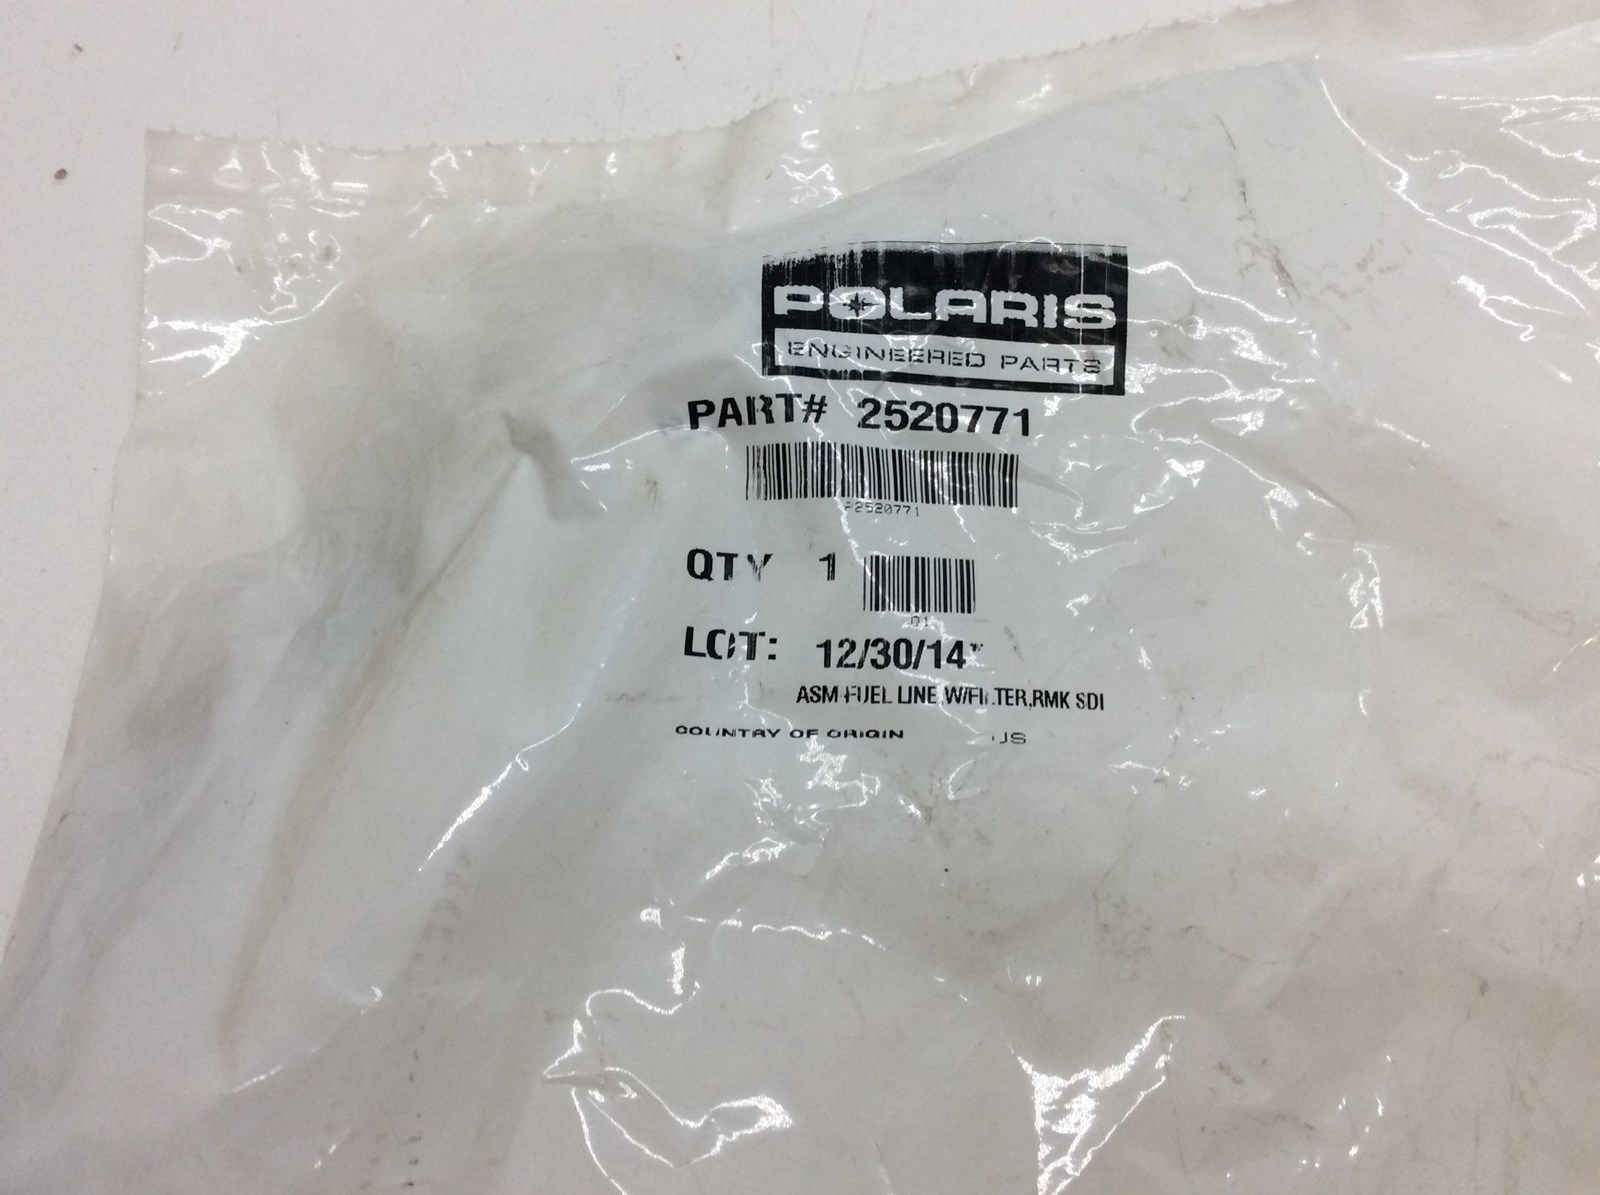 POLARIS
ENGINEERED PARTS
PART# 2520771
P2520771
QTY 1
Q1
LOT: 12/30/14*
ASM-FUEL LINE W/FILTER,RMK SDI
COUNTRY OF ORIGIN US